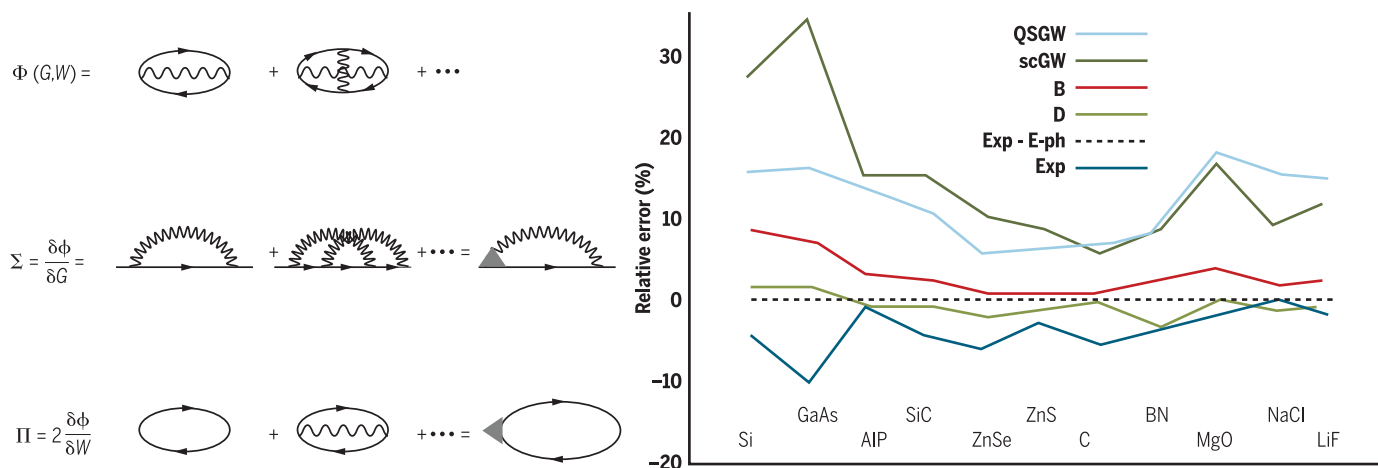 Φ (G,W) = + + •••
Σ = δϕ/δG = + + ••• =
Π = 2 δϕ/δW + + ••• =
Relative error (%)
30
20
10
0
–10
–20
QSGW
scGW
B
D
Exp - E-ph
Exp
GaAs SiC ZnS BN NaCl
Si AlP ZnSe C MgO LiF